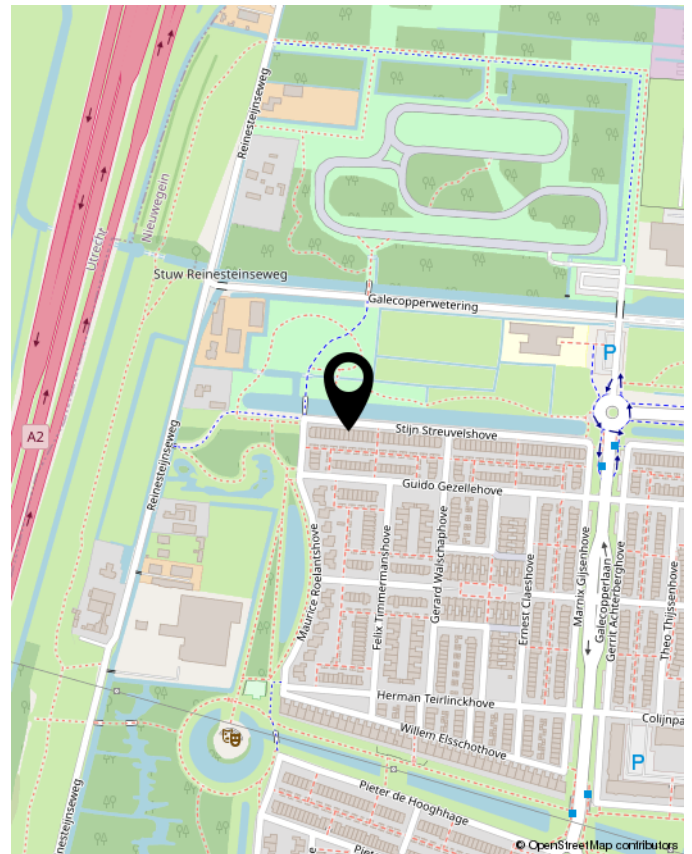 Reinesteijnseweg
Nieuwegein
Utrecht
Stuw Reinesteinseweg
Galecopperwetering
P
A2
Reinesteijnseweg
Stijn Streuvelshove
Guido Gezellehove
Maurice Roelantshove
Felix Timmermanshove
Gerard Walschaphove
Ernest Claeshove
Marnix Gijsenhove
Galecopperlaan
Gerrit Achterberghove
Theo Thijssenhove
Herman Teirlinckhove
Willem Elsschothove
Colijnpa
P
Pieter de Hooghhage
Piet
© OpenStreetMap contributors